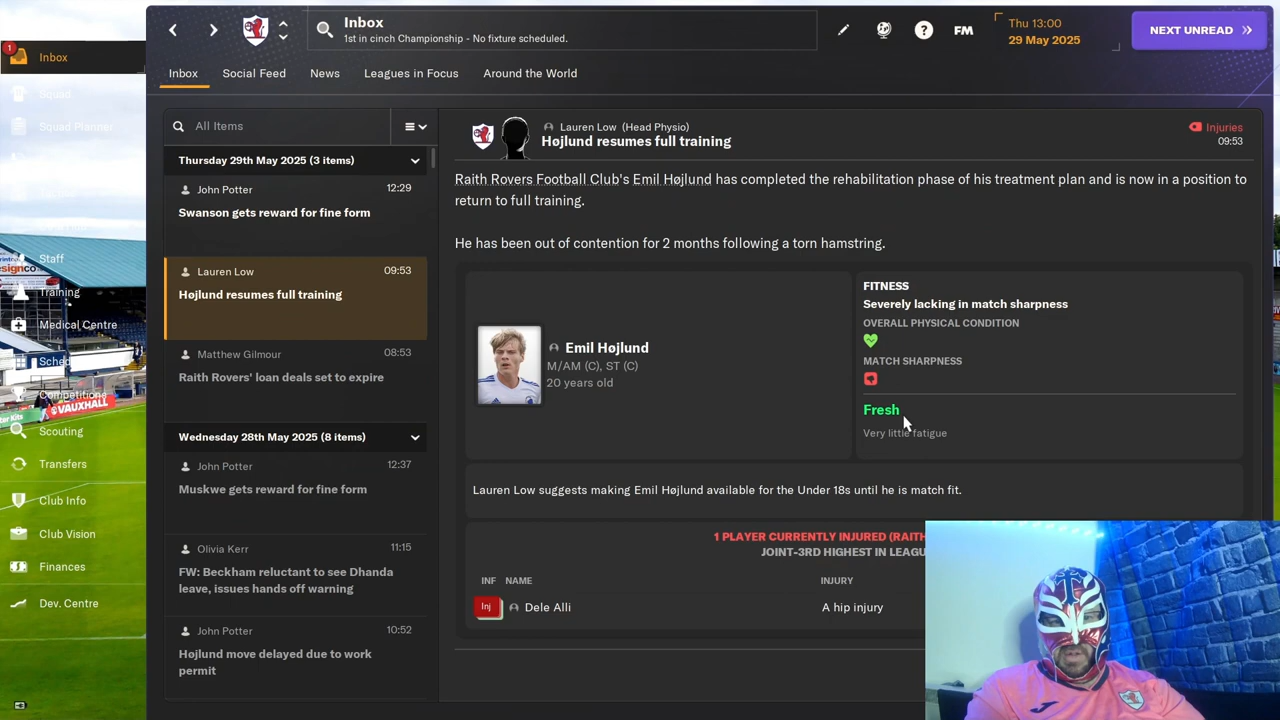 Inbox
1st in cinch Championship - No fixture scheduled.
FM
Thu 13:00
29 May 2025
NEXT UNREAD
1
Inbox
Squad
Squad Planner
Staff
Training
Medical Centre
Sched
Competitions
Scouting
Transfers
Club Info
Club Vision
Finances
Dev. Centre
VAUXHALL
Inbox
Social Feed
News
Leagues in Focus
Around the World
All Items
Thursday 29th May 2025 (3 items)
John Potter
12:29
Swanson gets reward for fine form
Lauren Low
09:53
Højlund resumes full training
Matthew Gilmour
08:53
Raith Rovers' loan deals set to expire
Wednesday 28th May 2025 (8 items)
John Potter
12:37
Muskwe gets reward for fine form
Olivia Kerr
11:15
FW: Beckham reluctant to see Dhanda
leave, issues hands off warning
John Potter
10:52
Højlund move delayed due to work
permit
Lauren Low (Head Physio)
Højlund resumes full training
Injuries
09:53
Raith Rovers Football Club's Emil Højlund has completed the rehabilitation phase of his treatment plan and is now in a position to
return to full training.
He has been out of contention for 2 months following a torn hamstring.
Emil Højlund
M/AM (C), ST (C)
20 years old
FITNESS
Severely lacking in match sharpness
OVERALL PHYSICAL CONDITION
MATCH SHARPNESS
Fresh
Very little fatigue
Lauren Low suggests making Emil Højlund available for the Under 18s until he is match fit.
1 PLAYER CURRENTLY INJURED (RAITH
JOINT-3RD HIGHEST IN LEAGU
INF
NAME
INJURY
Inj
Dele Alli
A hip injury